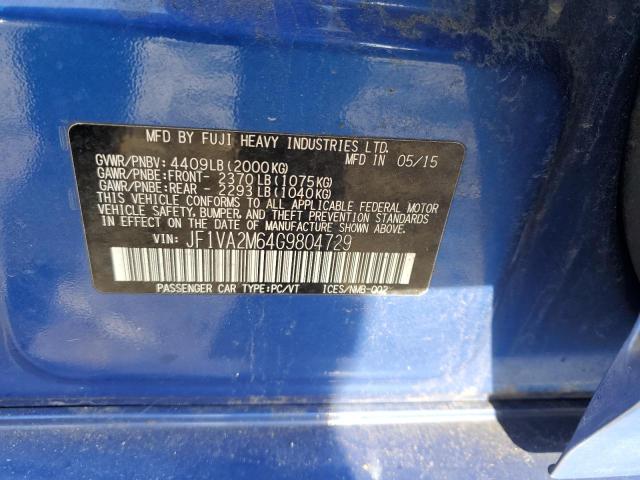 MFD BY FUJI HEAVY INDUSTRIES LTD.
GVWR/PNBV: 4409LB(2000KG) MFD IN 05/15
GAWR/PNBE:FRONT- 2370LB(1075KG)
GAWR/PNBE:REAR - 2293LB(1040KG)
THIS VEHICLE CONFORMS TO ALL APPLICABLE FEDERAL MOTOR
VEHICLE SAFETY, BUMPER, AND THEFT PREVENTION STANDARDS
IN EFFECT ON THE DATE OF MANUFACTURE SHOWN ABOVE.
VIN: JF1VA2M64G9804729
PASSENGER CAR TYPE:PC/VT ICES/NMB-002